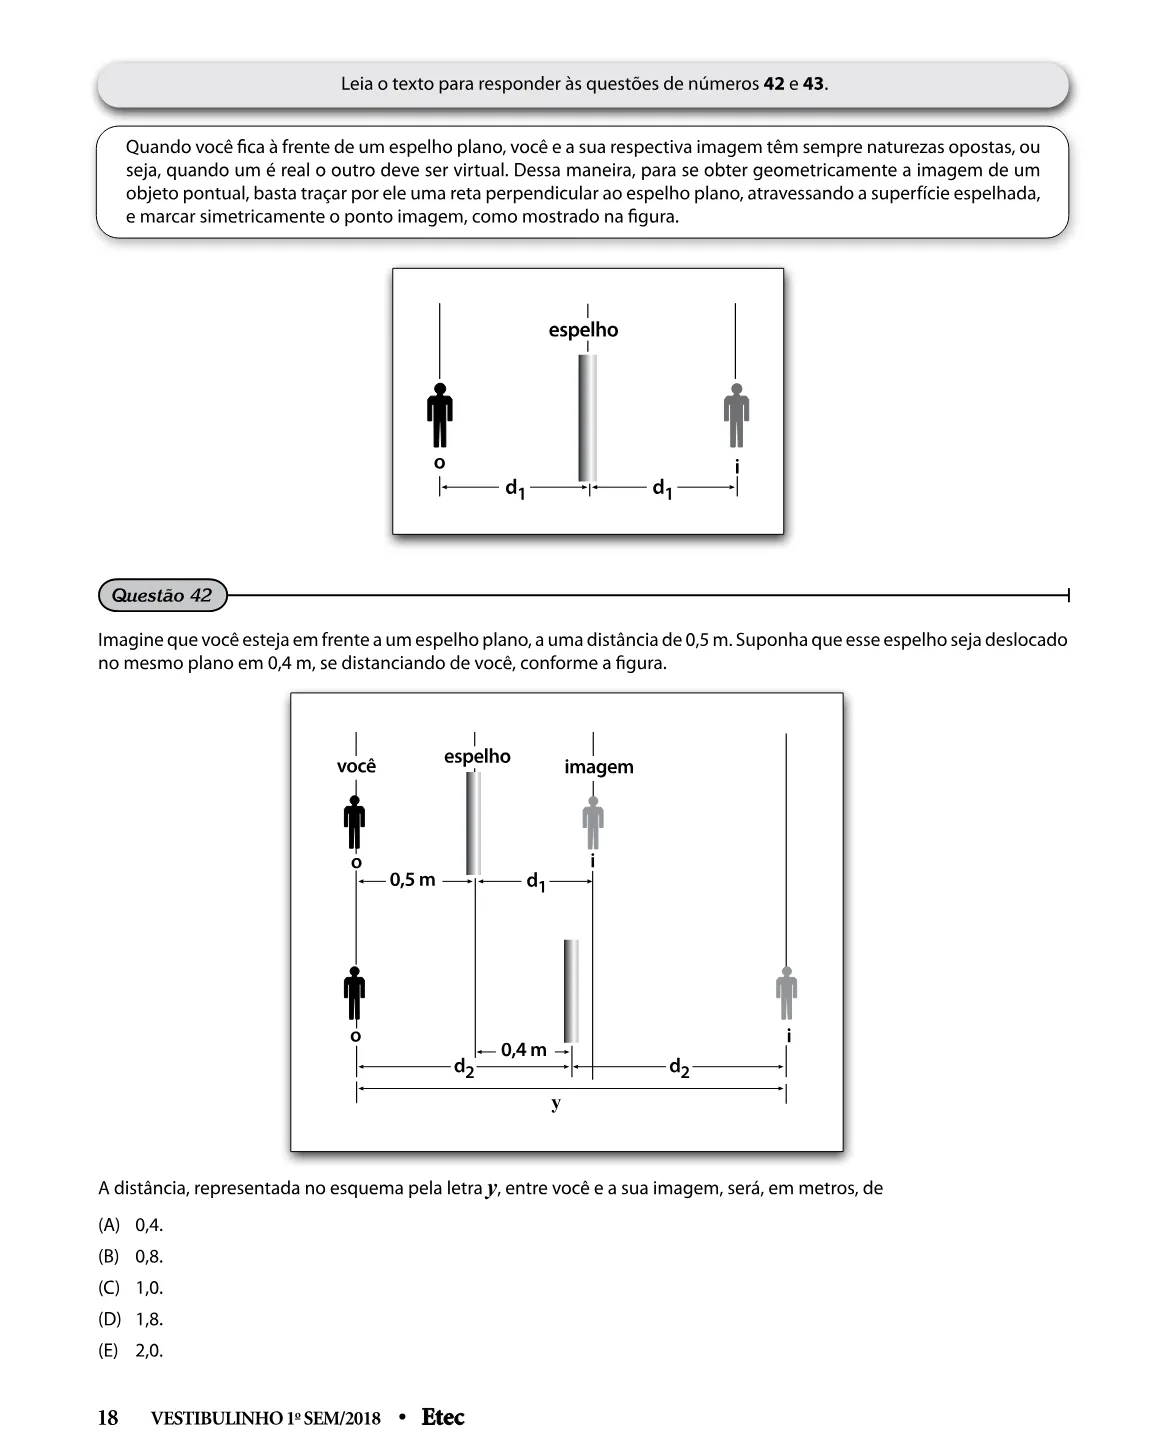 Leia o texto para responder às questões de números 42 e 43.
Quando você fica à frente de um espelho plano, você e a sua respectiva imagem têm sempre naturezas opostas, ou
seja, quando um é real o outro deve ser virtual. Dessa maneira, para se obter geometricamente a imagem de um
objeto pontual, basta traçar por ele uma reta perpendicular ao espelho plano, atravessando a superfície espelhada,
e marcar simetricamente o ponto imagem, como mostrado na figura.
espelho
o
i
d1
d1
Questão 42
Imagine que você esteja em frente a um espelho plano, a uma distância de 0,5 m. Suponha que esse espelho seja deslocado
no mesmo plano em 0,4 m, se distanciando de você, conforme a figura.
você
espelho
imagem
o
i
0,5 m
d1
o
i
0,4 m
d2
d2
y
A distância, representada no esquema pela letra y, entre você e a sua imagem, será, em metros, de
(A) 0,4.
(B) 0,8.
(C) 1,0.
(D) 1,8.
(E) 2,0.
18 VESTIBULINHO 1º SEM/2018 • Etec